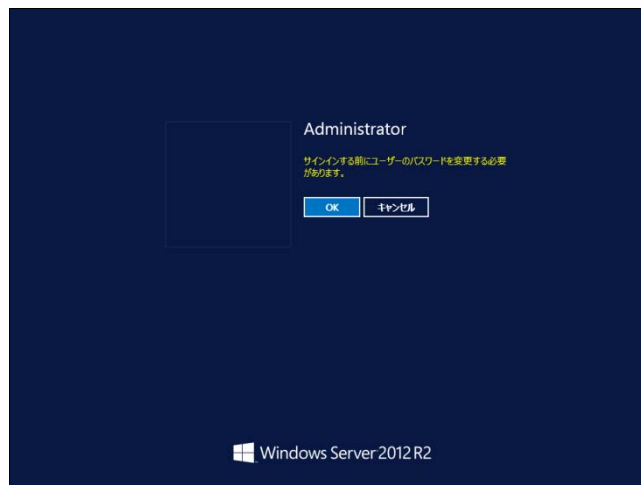 Administrator
サインインする前にユーザーのパスワードを変更する必要
があります。
OK キャンセル
Windows Server 2012 R2